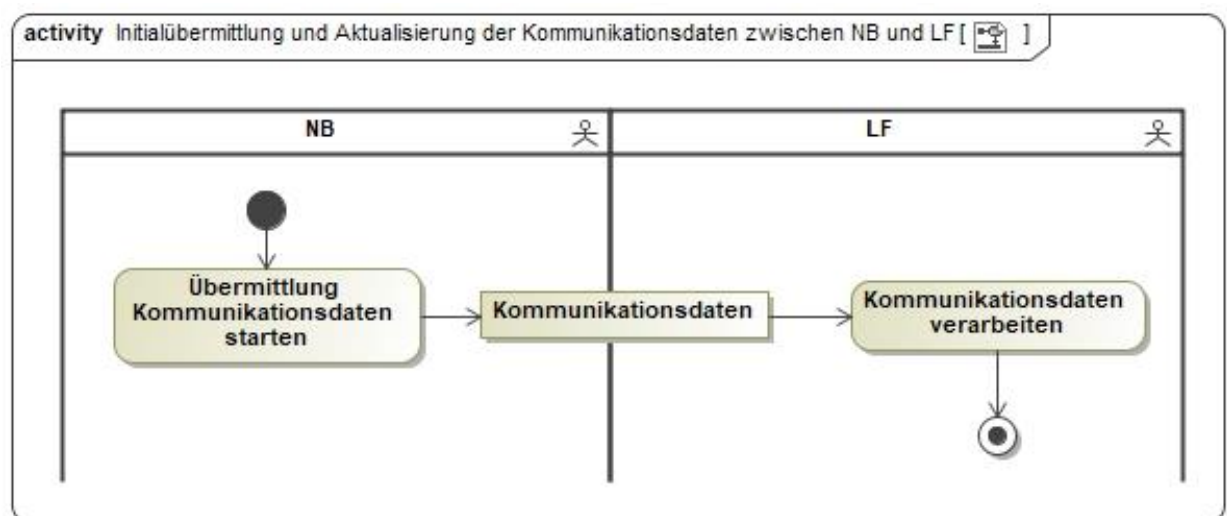 activity Initialübermittlung und Aktualisierung der Kommunikationsdaten zwischen NB und LF [ ]
NB
LF
Übermittlung
Kommunikationsdaten
starten
Kommunikationsdaten
Kommunikationsdaten
verarbeiten